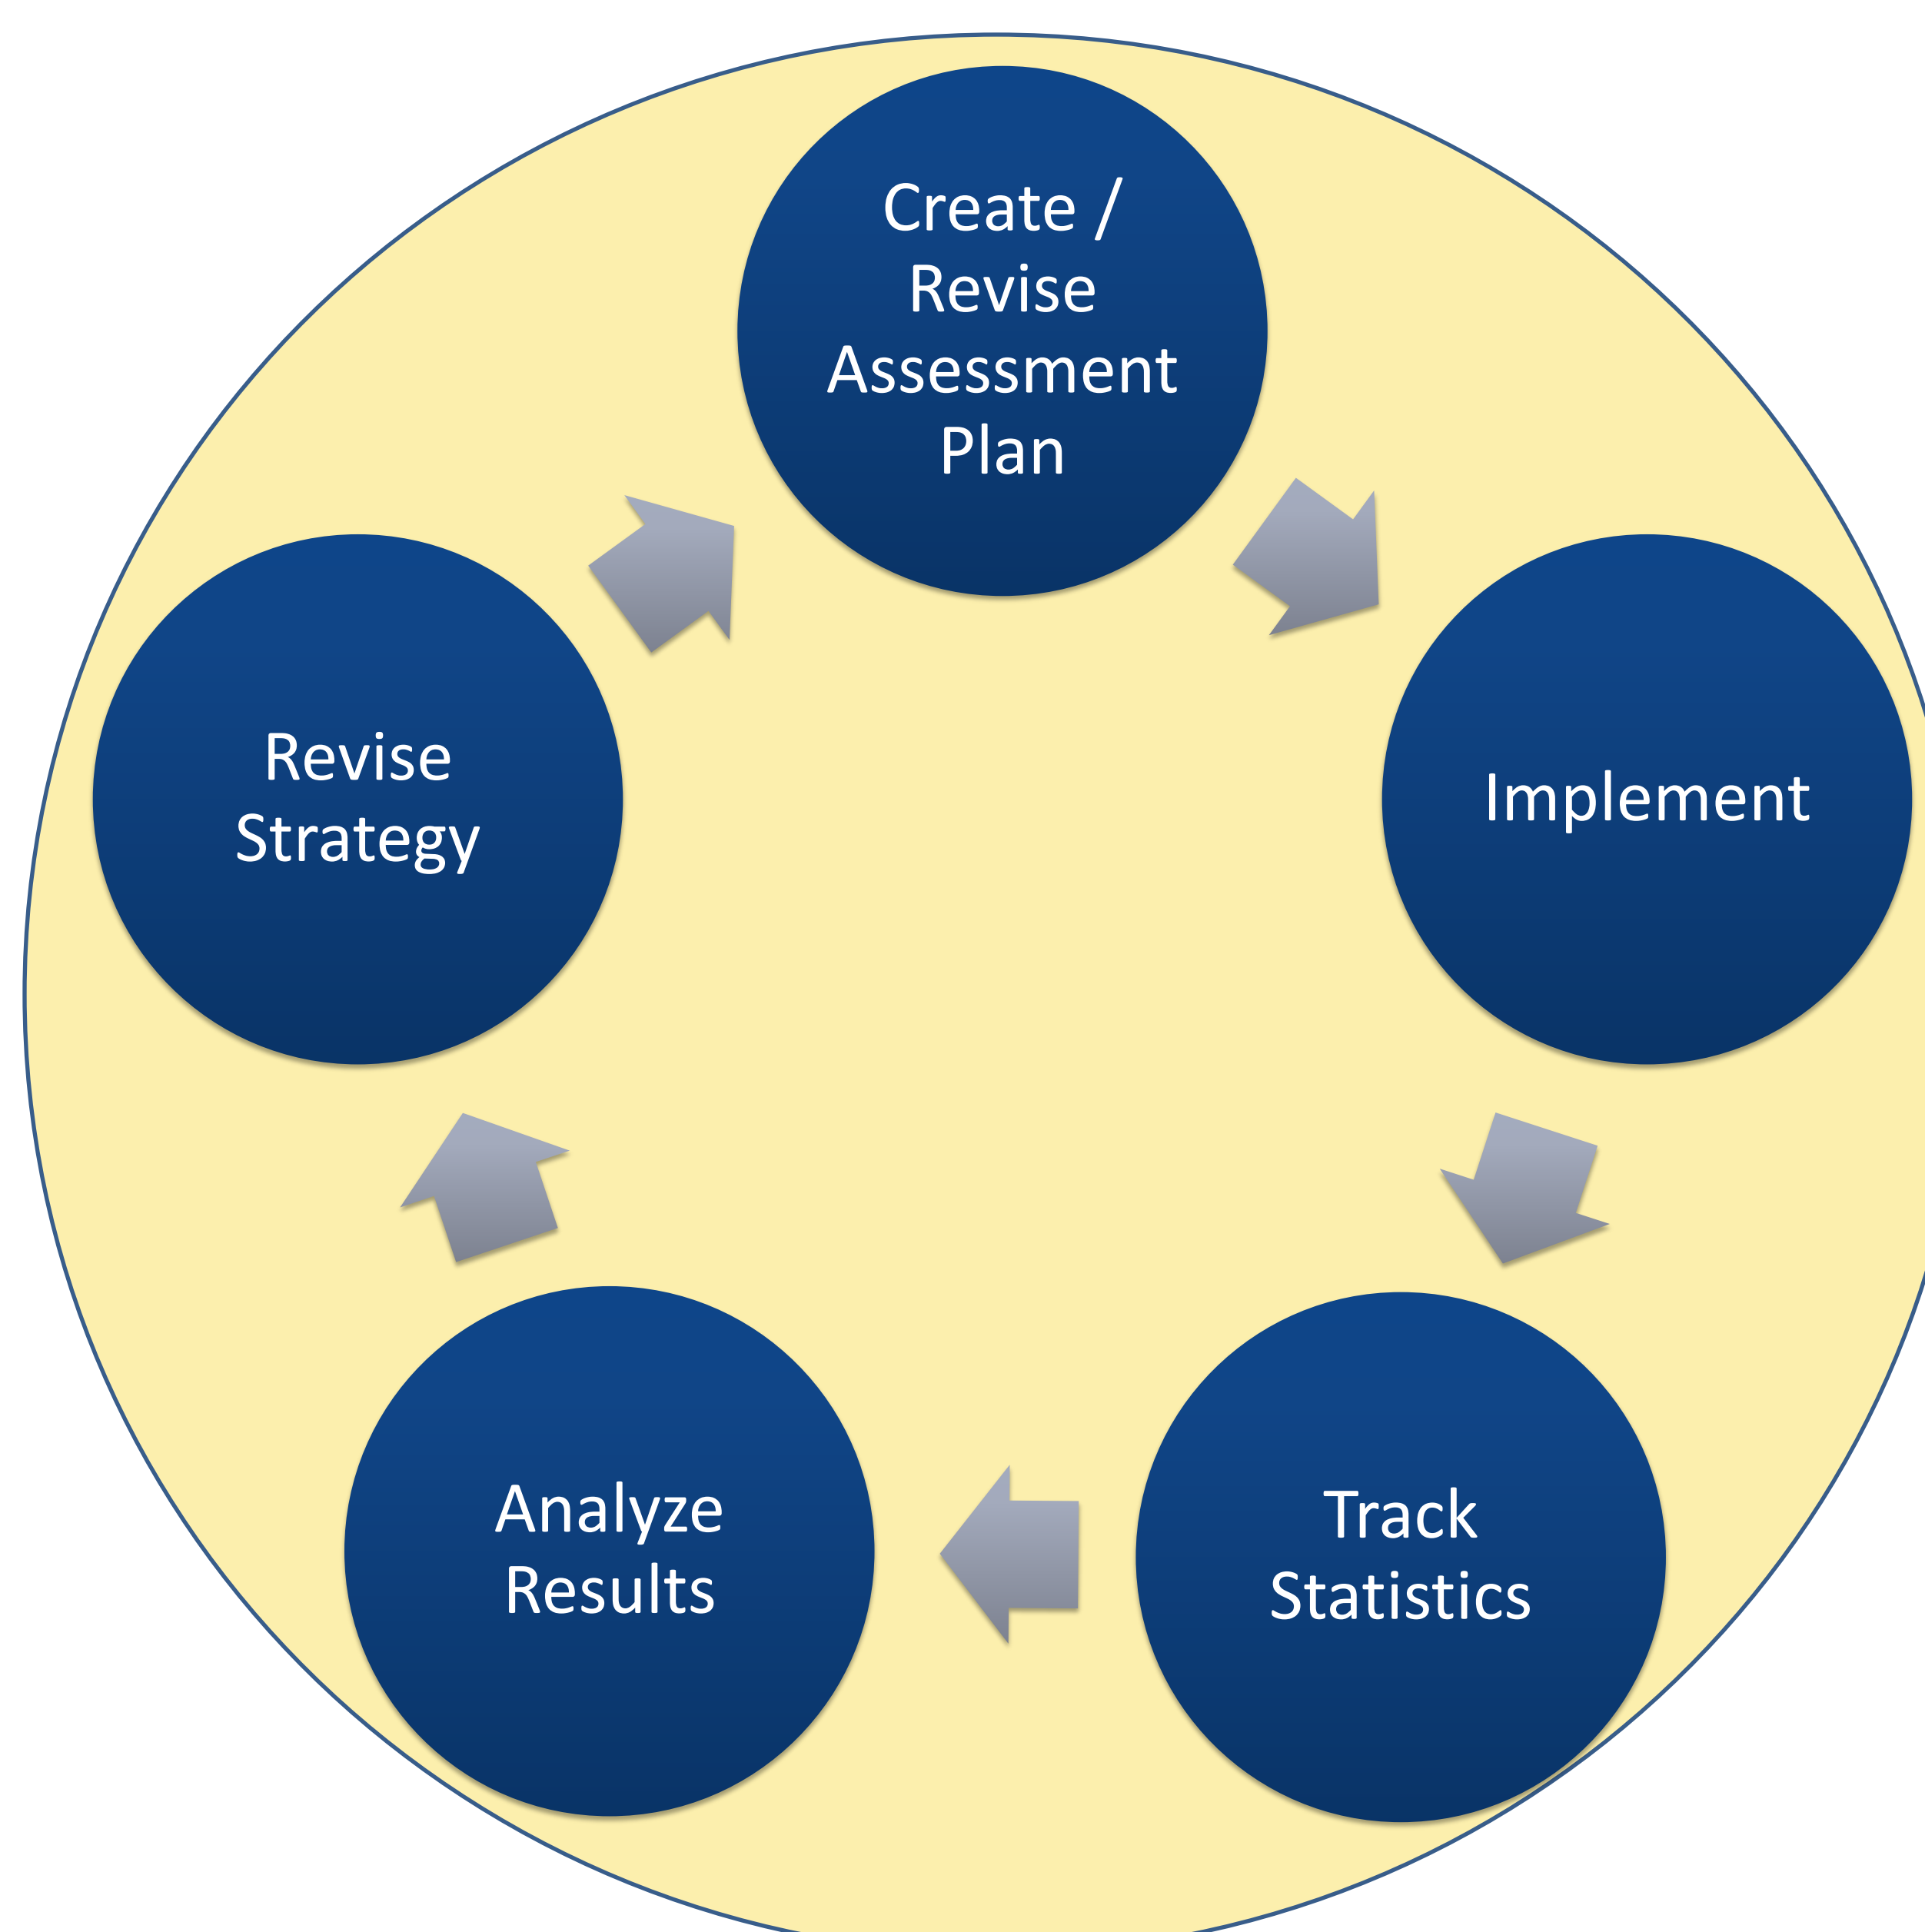 Create /
Revise
Assessment
Plan
Implement
Track
Statistics
Analyze
Results
Revise
Strategy